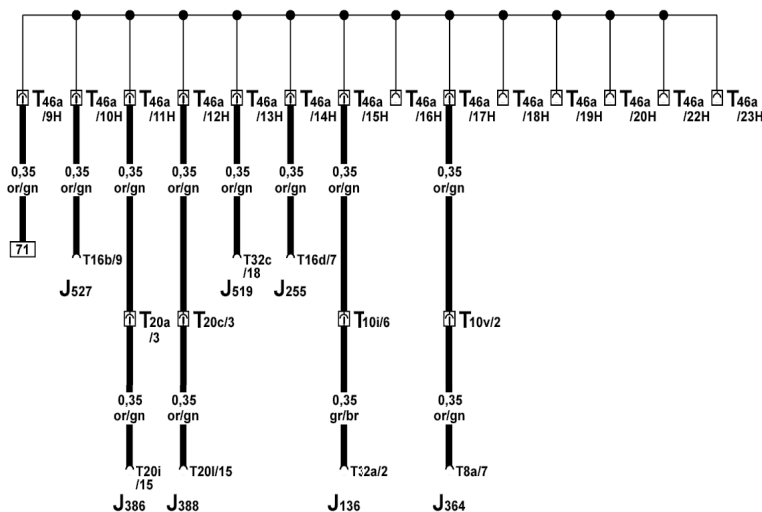 T46a
/9H
T46a
/10H
T46a
/11H
T46a
/12H
T46a
/13H
T46a
/14H
T46a
/15H
T46a
/16H
T46a
/17H
T46a
/18H
T46a
/19H
T46a
/20H
T46a
/22H
T46a
/23H
0,35
or/gn
0,35
or/gn
0,35
or/gn
0,35
or/gn
0,35
or/gn
0,35
or/gn
0,35
or/gn
0,35
or/gn
71
T16b/9
T32c
/18
T16d/7
J527
J519
J255
T20a
/3
T20c/3
T10i/6
T10v/2
0,35
or/gn
0,35
or/gn
0,35
gr/br
0,35
or/gn
T20i
/15
T20l/15
T32a/2
T8a/7
J386
J388
J136
J364